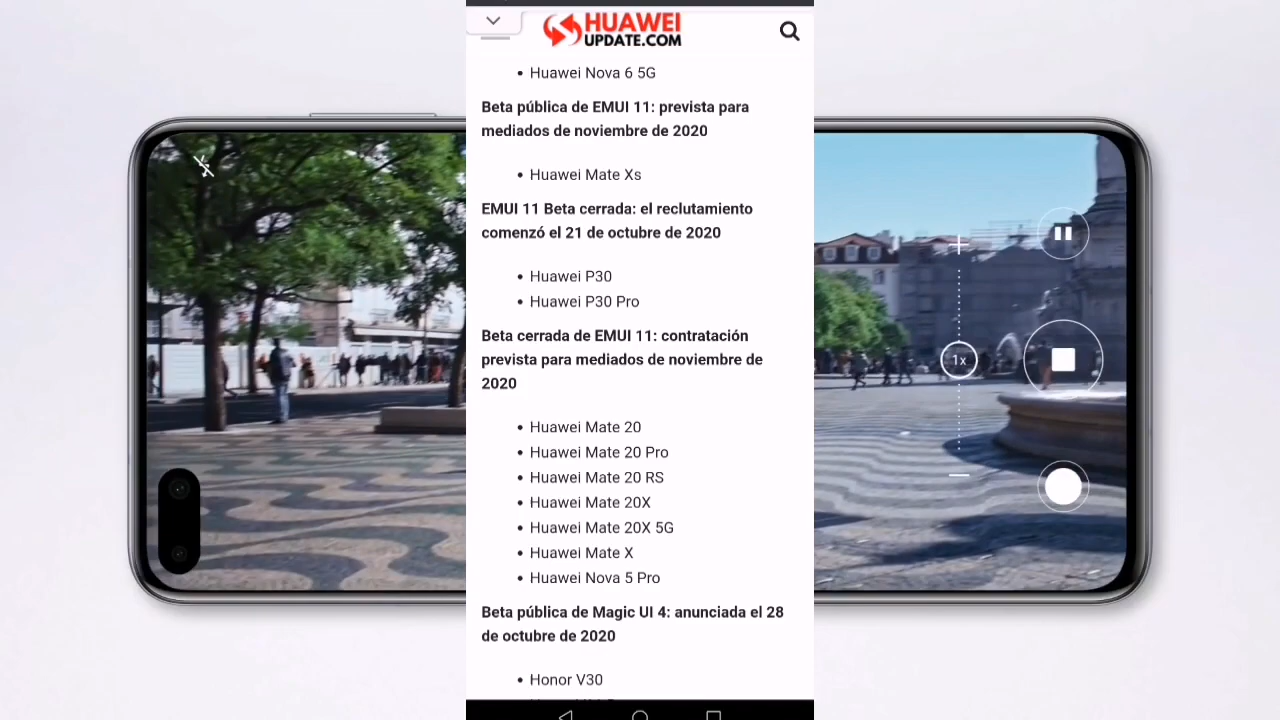 HUAWEI
UPDATE.COM
• Huawei Nova 6 5G
Beta pública de EMUI 11: prevista para
mediados de noviembre de 2020
• Huawei Mate Xs
EMUI 11 Beta cerrada: el reclutamiento
comenzó el 21 de octubre de 2020
• Huawei P30
• Huawei P30 Pro
Beta cerrada de EMUI 11: contratación
prevista para mediados de noviembre de
2020
• Huawei Mate 20
• Huawei Mate 20 Pro
• Huawei Mate 20 RS
• Huawei Mate 20X
• Huawei Mate 20X 5G
• Huawei Mate X
• Huawei Nova 5 Pro
Beta pública de Magic UI 4: anunciada el 28
de octubre de 2020
• Honor V30
1x